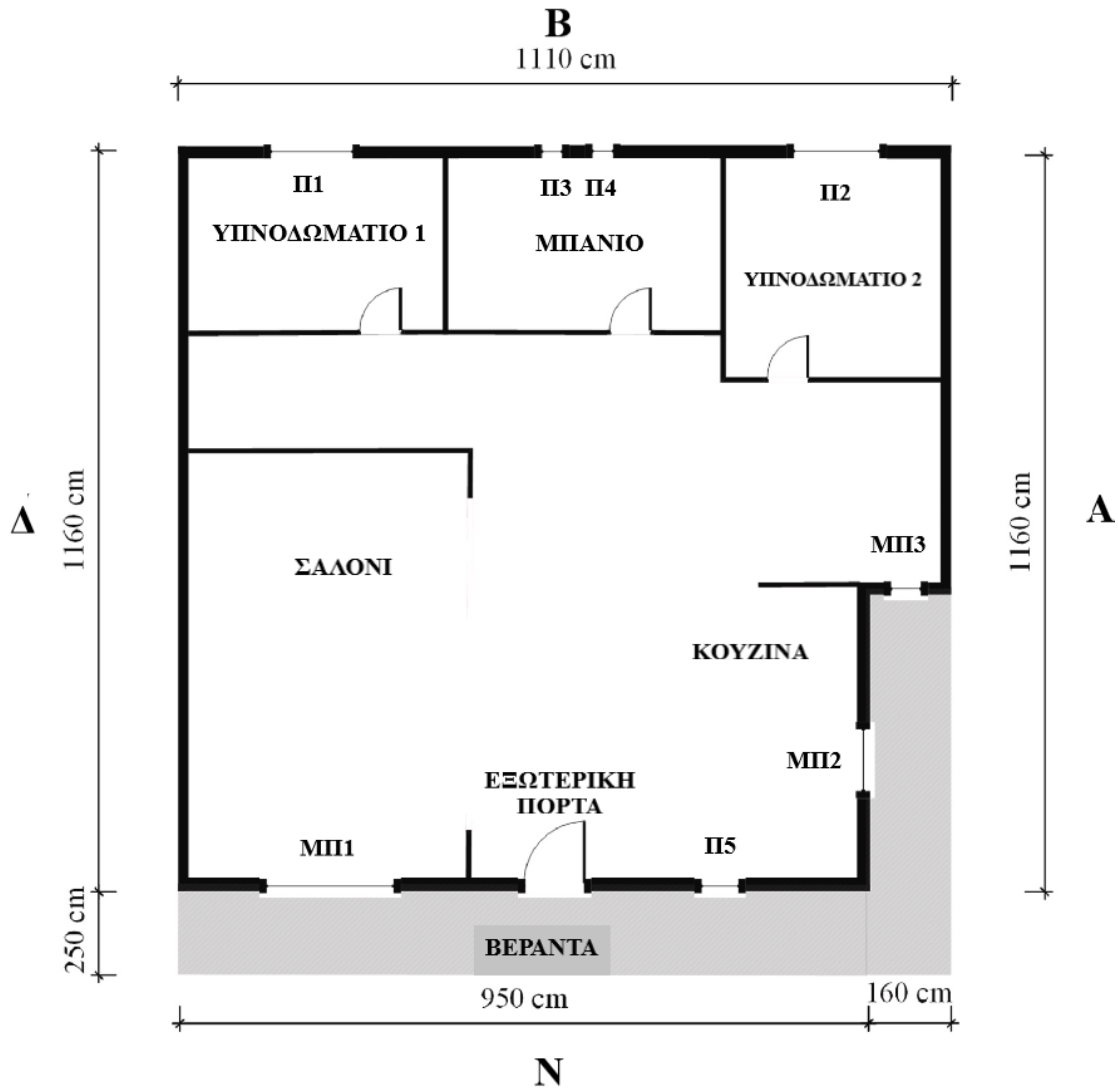 Β
1110 cm
Π1
Π3 Π4
Π2
ΥΠΝΟΔΩΜΑΤΙΟ 1
ΜΠΑΝΙΟ
ΥΠΝΟΔΩΜΑΤΙΟ 2
Δ
1160 cm
1160 cm
Α
ΜΠ3
ΣΑΛΟΝΙ
ΚΟΥΖΙΝΑ
ΜΠ2
ΕΞΩΤΕΡΙΚΗ
ΠΟΡΤΑ
ΜΠ1
Π5
250 cm
ΒΕΡΑΝΤΑ
950 cm
160 cm
Ν